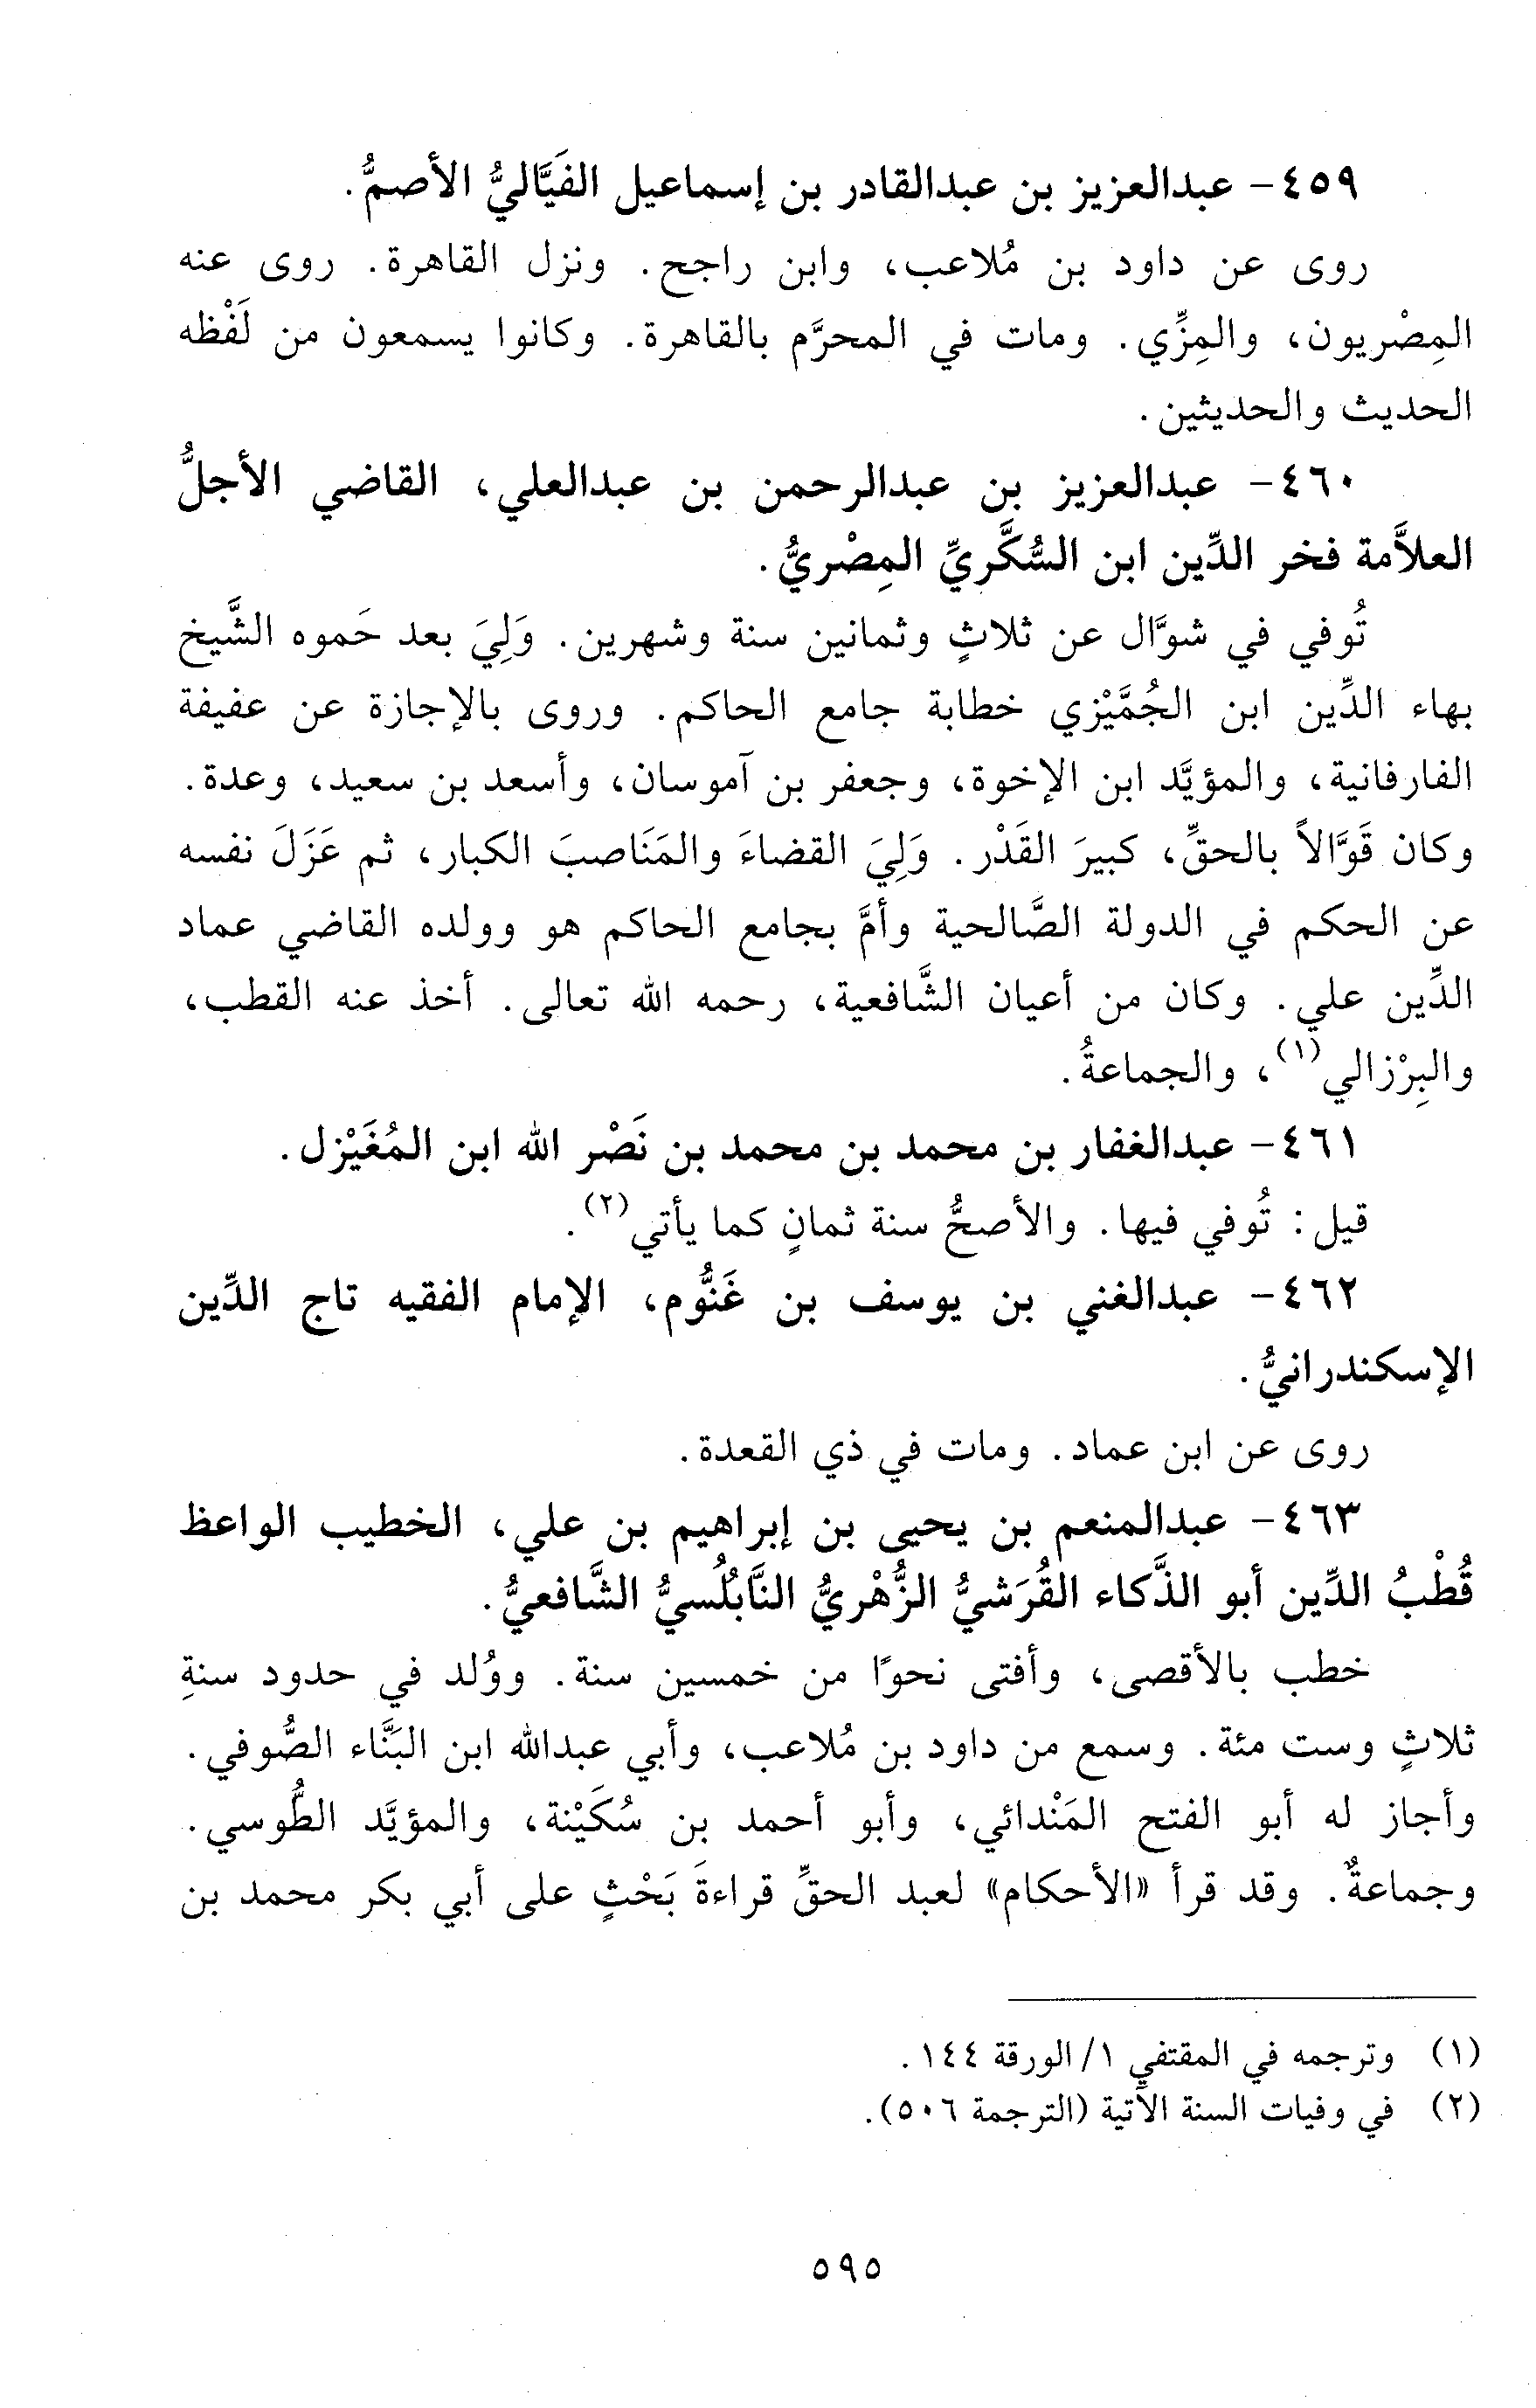 ٤٥٩- عبدالعزيز بن عبدالقادر بن إسماعيل الفَيَّاليُّ الأصمُّ.
روى عن داود بن مُلاعب، وابن راجح. ونزل القاهرة. روى عنه
المِصْريون، والمِزِّي. ومات في المحرَّم بالقاهرة. وكانوا يسمعون من لَفْظه
الحديث والحديثين.
٤٦٠- عبدالعزيز بن عبدالرحمن بن عبدالعلي، القاضي الأجلُّ
العلاَّمة فخر الدِّين ابن السُّكَّريِّ المِصْريُّ.
تُوفي في شوَّال عن ثلاثٍ وثمانين سنة وشهرين. وَلِيَ بعد حَموه الشَّيخ
بهاء الدِّين ابن الجُمَّيْزي خطابة جامع الحاكم. وروى بالإجازة عن عفيفة
الفارفانية، والمؤيَّد ابن الإخوة، وجعفر بن آموسان، وأسعد بن سعيد، وعدة.
وكان قَوَّالاً بالحقِّ، كبيرَ القَدْر. وَلِيَ القضاءَ والمَنَاصبَ الكبار، ثم عَزَلَ نفسه
عن الحكم في الدولة الصَّالحية وأمَّ بجامع الحاكم هو وولده القاضي عماد
الدِّين علي. وكان من أعيان الشَّافعية، رحمه الله تعالى. أخذ عنه القطب،
والبِرْزالي(١)، والجماعةُ.
٤٦١- عبدالغفار بن محمد بن محمد بن نَصْر الله ابن المُغَيْزل.
قيل: تُوفي فيها. والأصحُّ سنة ثمانٍ كما يأتي(٢).
٤٦٢- عبدالغني بن يوسف بن غَنُّوم، الإمام الفقيه تاج الدِّين
الإسكندرانيُّ.
روى عن ابن عماد. ومات في ذي القعدة.
٤٦٣- عبدالمنعم بن يحيى بن إبراهيم بن علي، الخطيب الواعظ
قُطْبُ الدِّين أبو الذَّكاء القُرَشيُّ الزُّهْريُّ النَّابُلُسيُّ الشَّافعيُّ.
خطب بالأقصى، وأفتى نحوًا من خمسين سنة. ووُلد في حدود سنةِ
ثلاثٍ وست مئة. وسمع من داود بن مُلاعب، وأبي عبدالله ابن البَنَّاء الصُّوفي.
وأجاز له أبو الفتح المَنْدائي، وأبو أحمد بن سُكَيْنة، والمؤيَّد الطُّوسي.
وجماعةٌ. وقد قرأ «الأحكام» لعبد الحقِّ قراءةَ بَحْثٍ على أبي بكر محمد بن
(١) وترجمه في المقتفي ١/ الورقة ١٤٤.
(٢) في وفيات السنة الآتية (الترجمة ٥٠٦).
٥٩٥